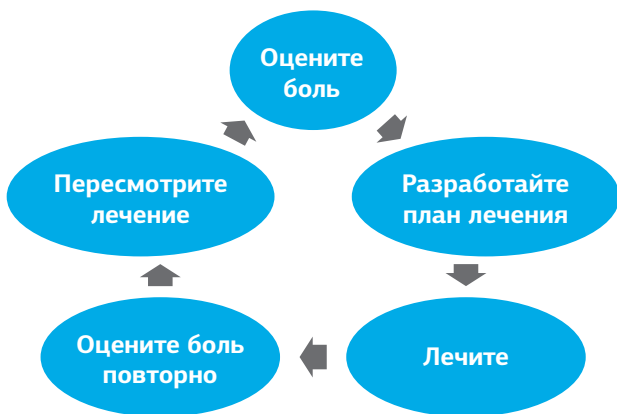 Оцените
боль
Разработайте
план лечения
Лечите
Оцените боль
повторно
Пересмотрите
лечение